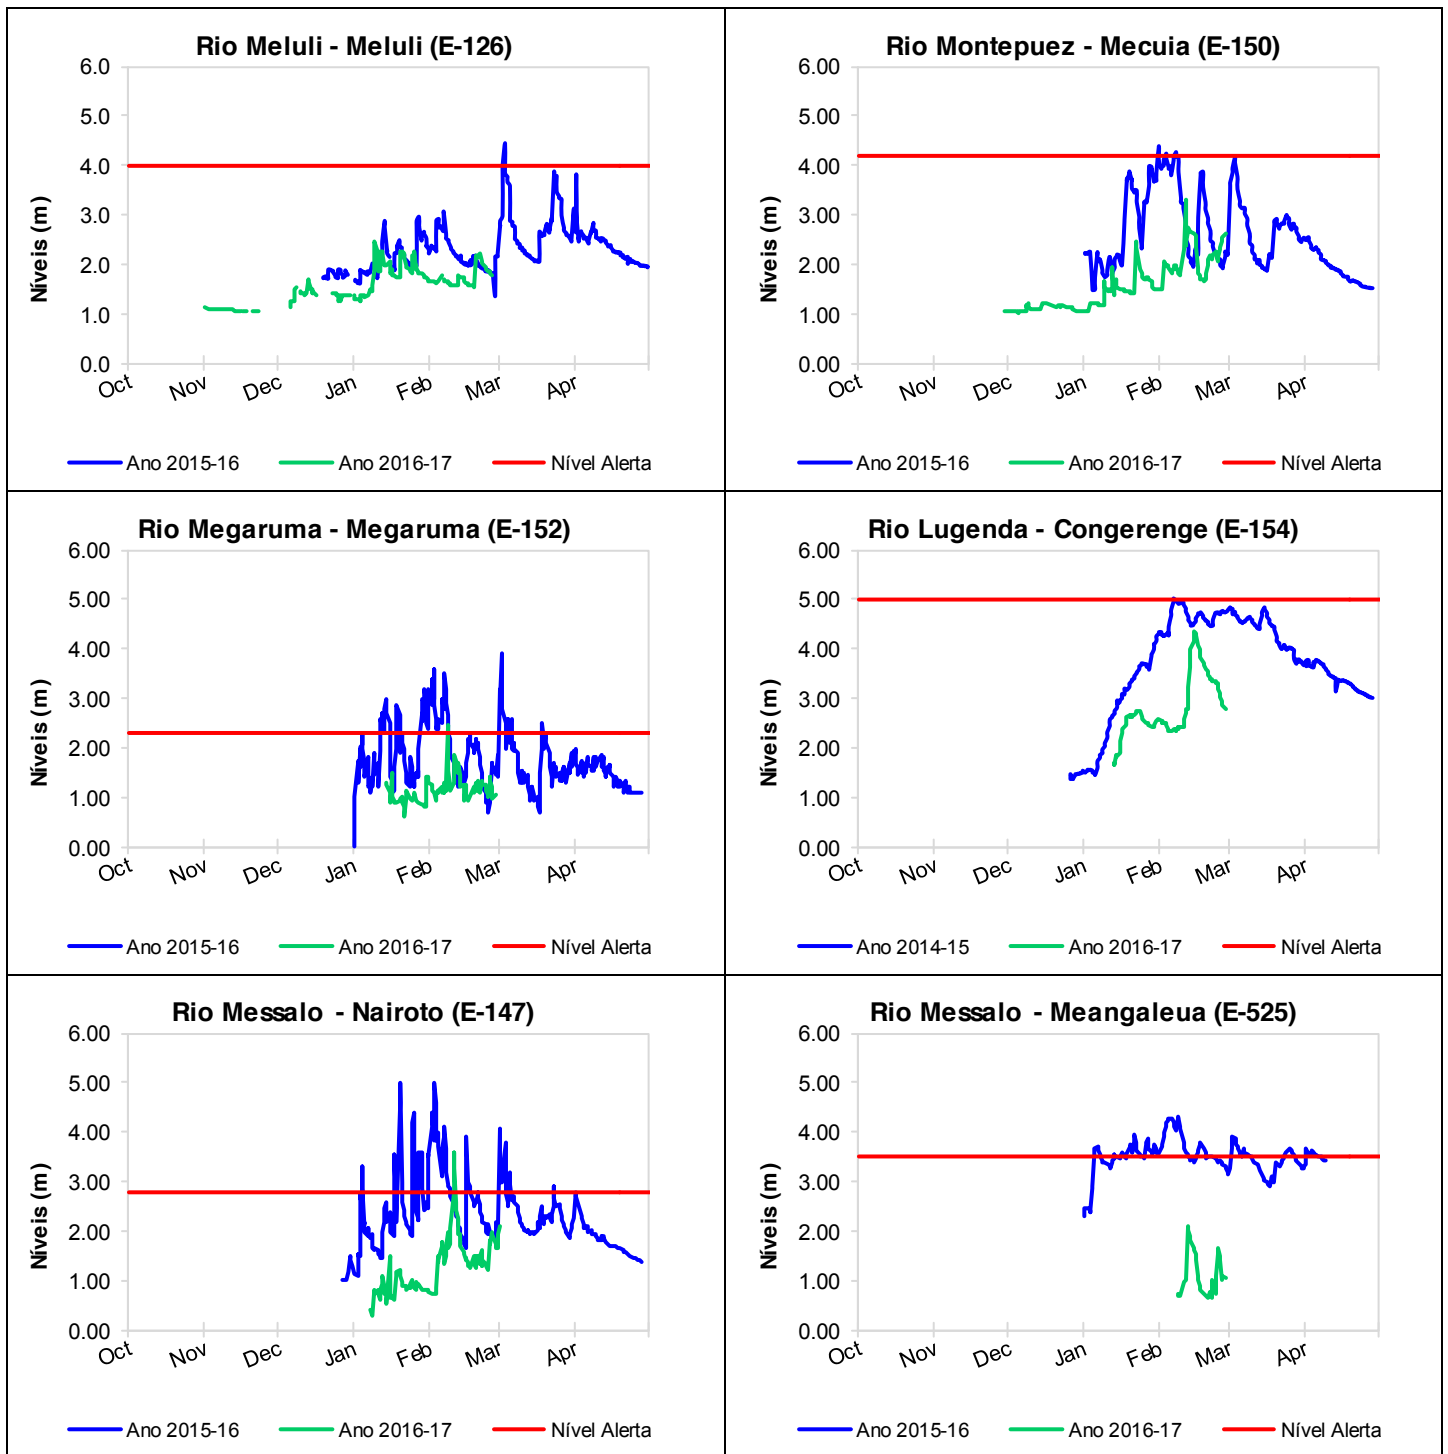 Rio Meluli - Meluli (E-126)
6.0
5.0
4.0
3.0
2.0
1.0
0.0
Níveis (m)
Oct Nov Dec Jan Feb Mar Apr
Ano 2015-16 Ano 2016-17 Nível Alerta
Rio Montepuez - Mecuia (E-150)
6.00
5.00
4.00
3.00
2.00
1.00
0.00
Níveis (m)
Oct Nov Dec Jan Feb Mar Apr
Ano 2015-16 Ano 2016-17 Nível Alerta
Rio Megaruma - Megaruma (E-152)
6.00
5.00
4.00
3.00
2.00
1.00
0.00
Níveis (m)
Oct Nov Dec Jan Feb Mar Apr
Ano 2015-16 Ano 2016-17 Nível Alerta
Rio Lugenda - Congerenge (E-154)
6.00
5.00
4.00
3.00
2.00
1.00
0.00
Níveis (m)
Oct Nov Dec Jan Feb Mar Apr
Ano 2014-15 Ano 2016-17 Nível Alerta
Rio Messalo - Nairoto (E-147)
6.00
5.00
4.00
3.00
2.00
1.00
0.00
Níveis (m)
Oct Nov Dec Jan Feb Mar Apr
Ano 2015-16 Ano 2016-17 Nível Alerta
Rio Messalo - Meangaleua (E-525)
6.00
5.00
4.00
3.00
2.00
1.00
0.00
Níveis (m)
Oct Nov Dec Jan Feb Mar Apr
Ano 2015-16 Ano 2016-17 Nível Alerta